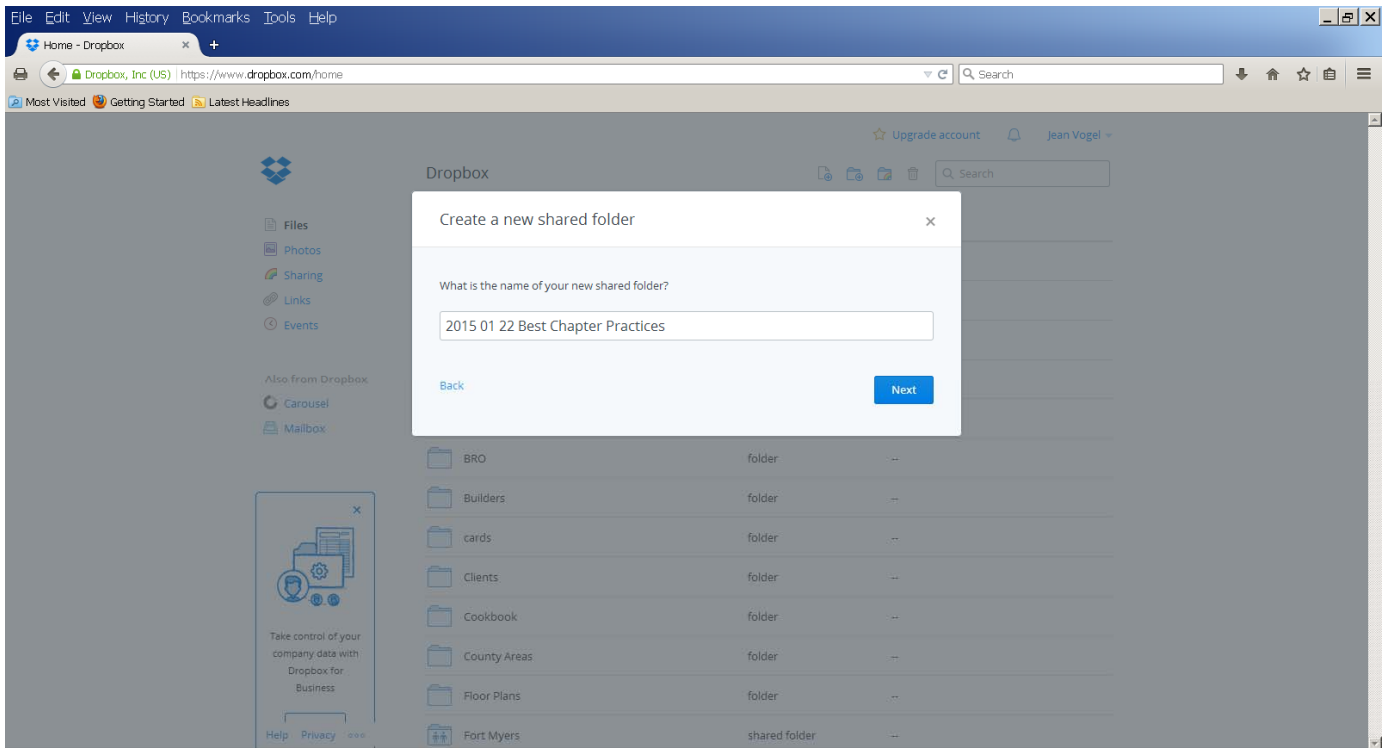 File Edit View History Bookmarks Tools Help
Home - Dropbox
Dropbox, Inc (US) https://www.dropbox.com/home
Search
Most Visited Getting Started Latest Headlines
Upgrade account Jean Vogel
Dropbox
Search
Files
Photos
Sharing
Links
Events
Also from Dropbox
Carousel
Mailbox
Create a new shared folder
What is the name of your new shared folder?
2015 01 22 Best Chapter Practices
Back
Next
BRO folder --
Builders folder --
cards folder --
Clients folder --
Cookbook folder --
County Areas folder --
Floor Plans folder --
Fort Myers shared folder --
Take control of your
company data with
Dropbox for
Business
Help Privacy